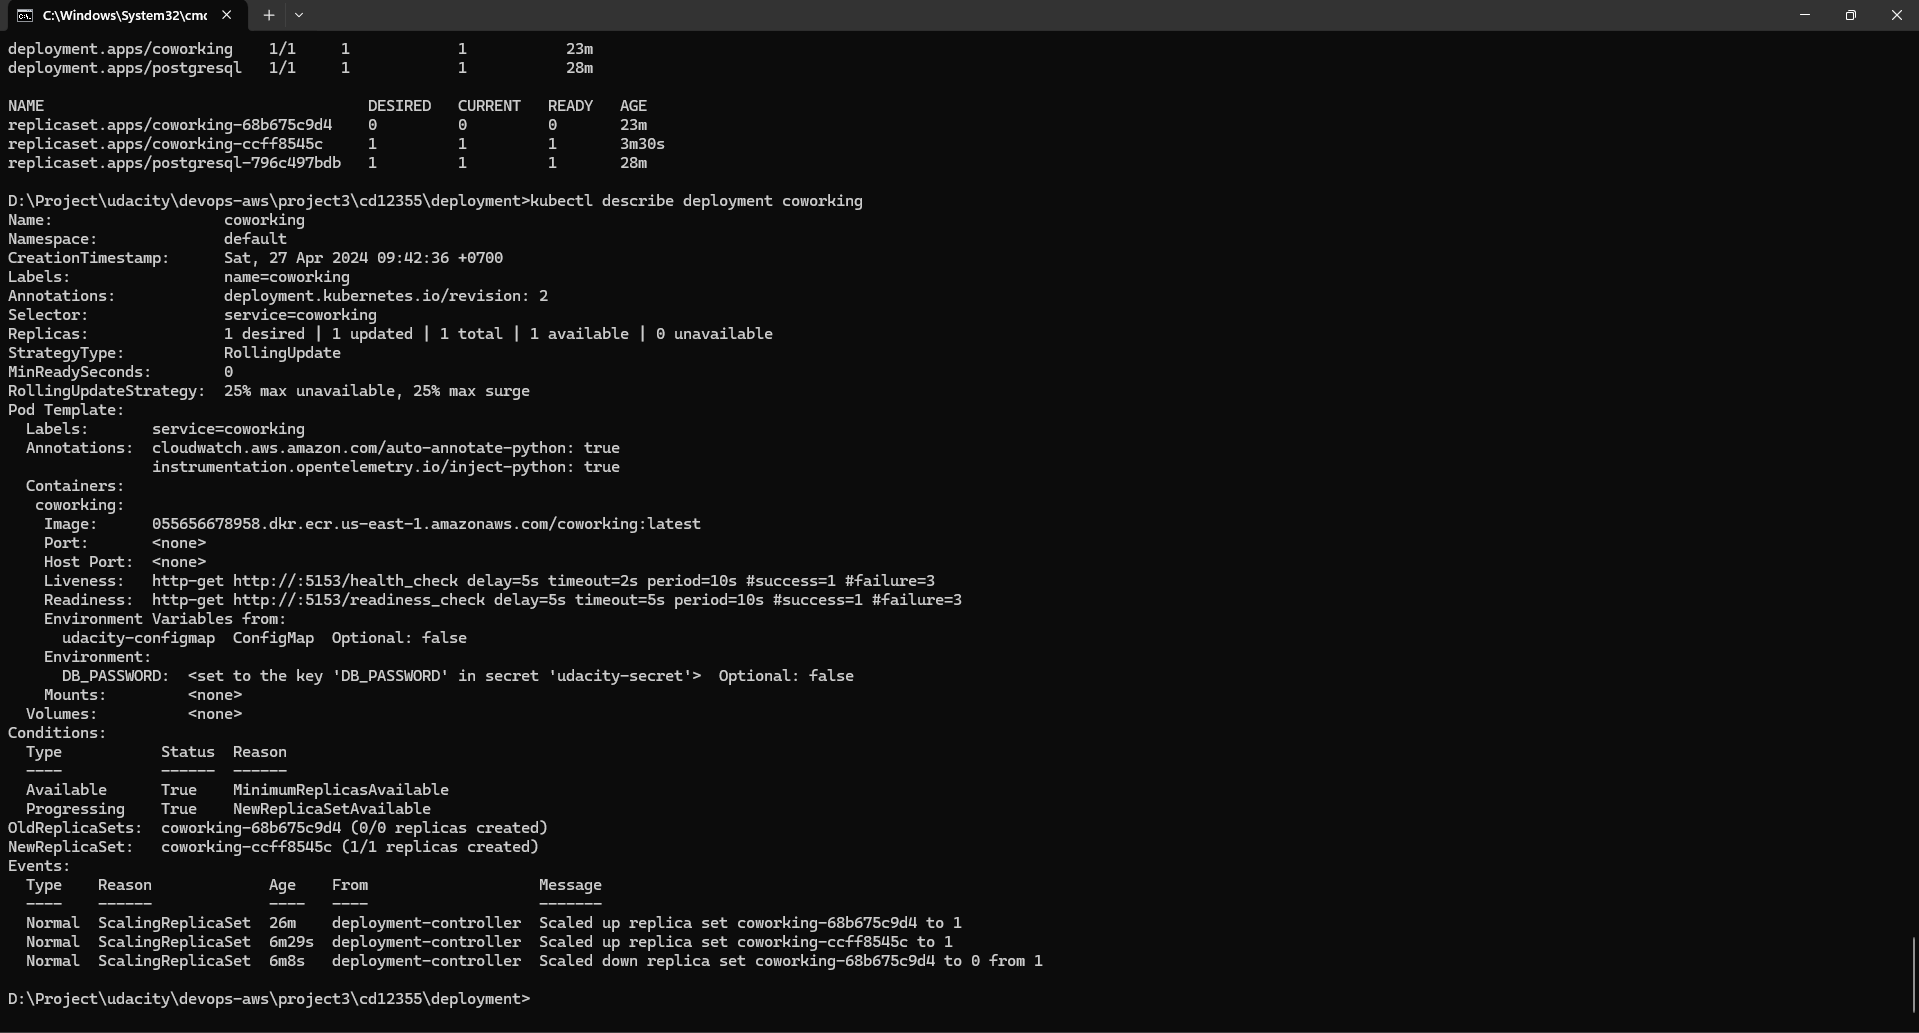 C:\Windows\System32\cmd
deployment.apps/coworking    1/1     1            1           23m
deployment.apps/postgresql   1/1     1            1           28m
NAME                                    DESIRED   CURRENT   READY   AGE
replicaset.apps/coworking-68b675c9d4    0         0         0       23m
replicaset.apps/coworking-ccff8545c     1         1         1       3m30s
replicaset.apps/postgresql-796c497bdb   1         1         1       28m
D:\Project\udacity\devops-aws\project3\cd12355\deployment>kubectl describe deployment coworking
Name:                   coworking
Namespace:              default
CreationTimestamp:      Sat, 27 Apr 2024 09:42:36 +0700
Labels:                 name=coworking
Annotations:            deployment.kubernetes.io/revision: 2
Selector:               service=coworking
Replicas:               1 desired | 1 updated | 1 total | 1 available | 0 unavailable
StrategyType:           RollingUpdate
MinReadySeconds:        0
RollingUpdateStrategy:  25% max unavailable, 25% max surge
Pod Template:
  Labels:       service=coworking
  Annotations:  cloudwatch.aws.amazon.com/auto-annotate-python: true
                instrumentation.opentelemetry.io/inject-python: true
  Containers:
   coworking:
    Image:      055656678958.dkr.ecr.us-east-1.amazonaws.com/coworking:latest
    Port:       <none>
    Host Port:  <none>
    Liveness:   http-get http://:5153/health_check delay=5s timeout=2s period=10s #success=1 #failure=3
    Readiness:  http-get http://:5153/readiness_check delay=5s timeout=5s period=10s #success=1 #failure=3
    Environment Variables from:
      udacity-configmap  ConfigMap  Optional: false
    Environment:
      DB_PASSWORD:  <set to the key 'DB_PASSWORD' in secret 'udacity-secret'>  Optional: false
    Mounts:         <none>
  Volumes:          <none>
Conditions:
  Type           Status  Reason
  ----           ------  ------
  Available      True    MinimumReplicasAvailable
  Progressing    True    NewReplicaSetAvailable
OldReplicaSets:  coworking-68b675c9d4 (0/0 replicas created)
NewReplicaSet:   coworking-ccff8545c (1/1 replicas created)
Events:
  Type    Reason             Age    From                   Message
  ----    ------             ----   ----                   -------
  Normal  ScalingReplicaSet  26m    deployment-controller  Scaled up replica set coworking-68b675c9d4 to 1
  Normal  ScalingReplicaSet  6m29s  deployment-controller  Scaled up replica set coworking-ccff8545c to 1
  Normal  ScalingReplicaSet  6m8s   deployment-controller  Scaled down replica set coworking-68b675c9d4 to 0 from 1
D:\Project\udacity\devops-aws\project3\cd12355\deployment>